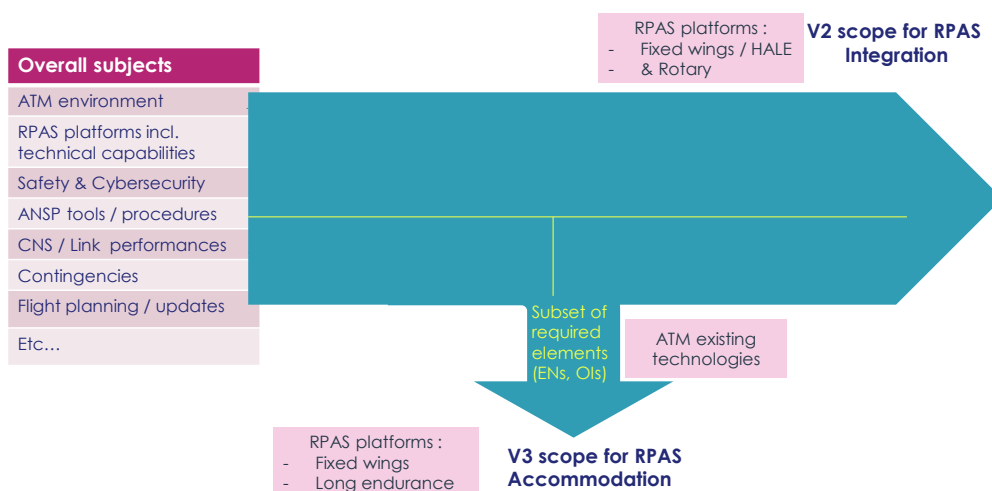 RPAS platforms :
- Fixed wings / HALE
- & Rotary
V2 scope for RPAS
Integration
Overall subjects
ATM environment
RPAS platforms incl.
technical capabilities
Safety & Cybersecurity
ANSP tools / procedures
CNS / Link performances
Contingencies
Flight planning / updates
Etc…
Subset of
required
elements
(ENs, OIs)
ATM existing
technologies
RPAS platforms :
- Fixed wings
- Long endurance
V3 scope for RPAS
Accommodation